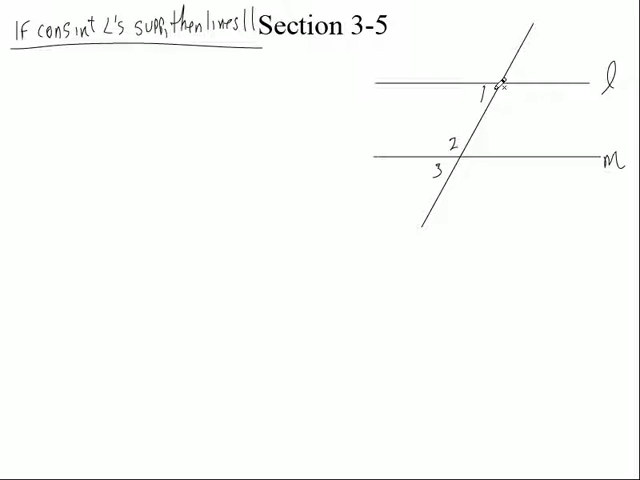 IF cons int ∠'s supp, then lines ||
Section 3-5
l
1
2
m
3